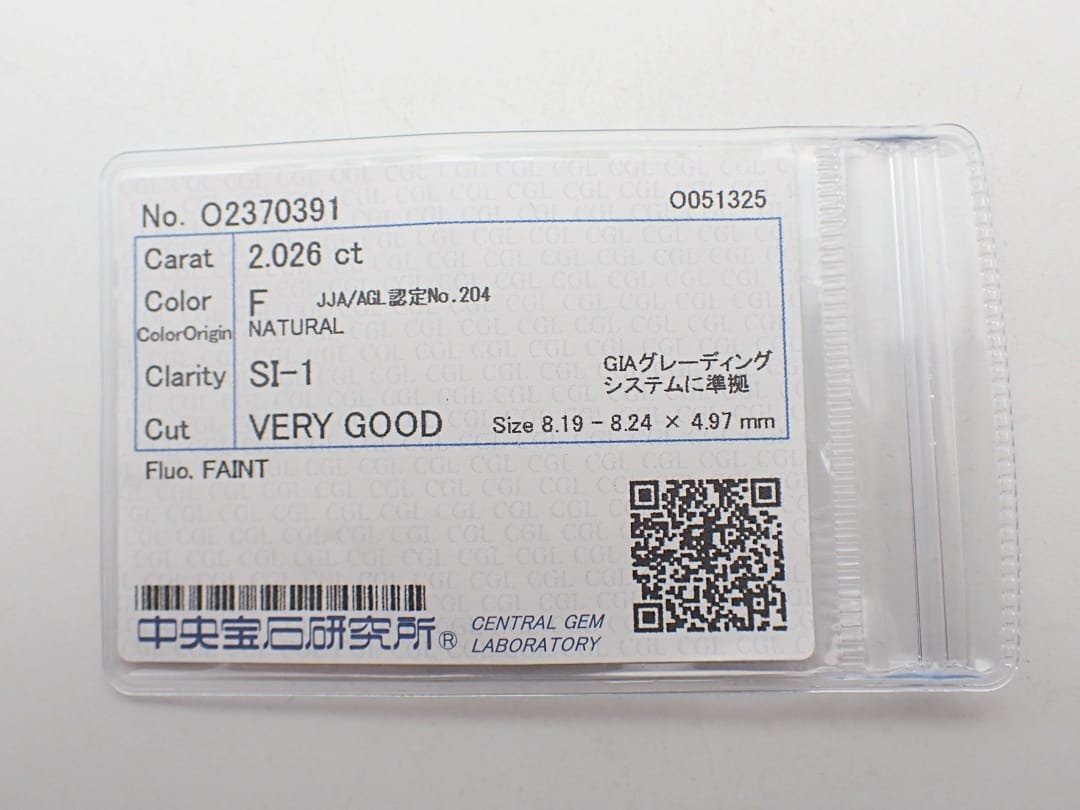 No. O2370391 O051325
Carat 2.026 ct
Color F JJA/AGL認定No.204
ColorOrigin NATURAL
Clarity SI-1 GIAグレーディング
システムに準拠
Cut VERY GOOD Size 8.19 - 8.24 × 4.97 mm
Fluo. FAINT
中央宝石研究所® CENTRAL GEM
LABORATORY